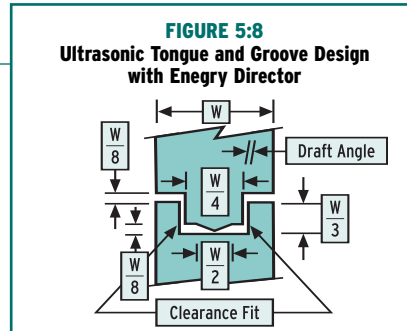 FIGURE 5:8
Ultrasonic Tongue and Groove Design
with Enegry Director
W
W
8
Draft Angle
W
4
W
3
W
8
W
2
Clearance Fit